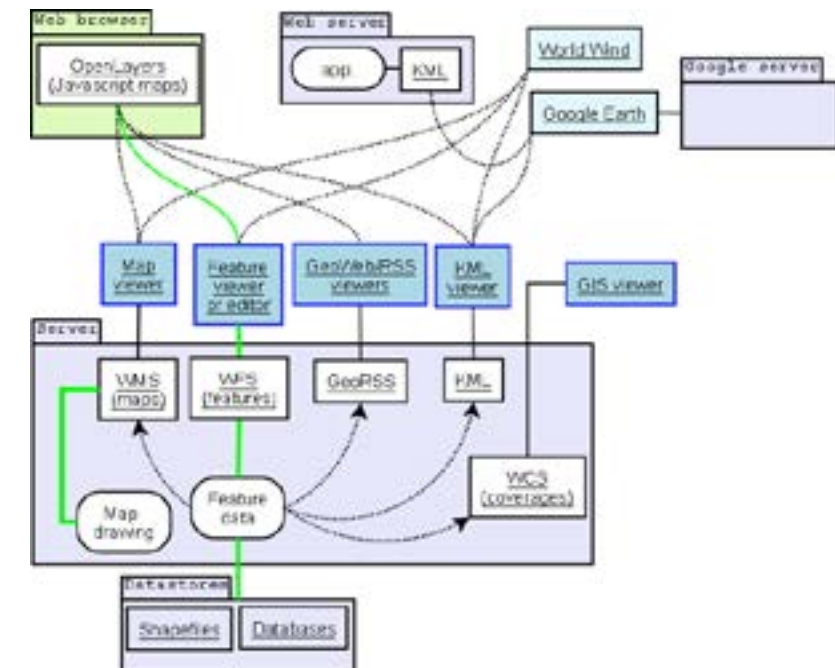 Web browser
OpenLayers
(Javascript maps)
Web server
app
KML
World Wind
Google Earth
Google server
Map
viewer
Feature
viewer
or editor
GeoWeb/RSS
viewers
KML
viewer
GIS viewer
Server
WMS
(maps)
WFS
(features)
GeoRSS
KML
WCS
(coverages)
Map
drawing
Feature
data
Datastores
Shapefiles
Databases